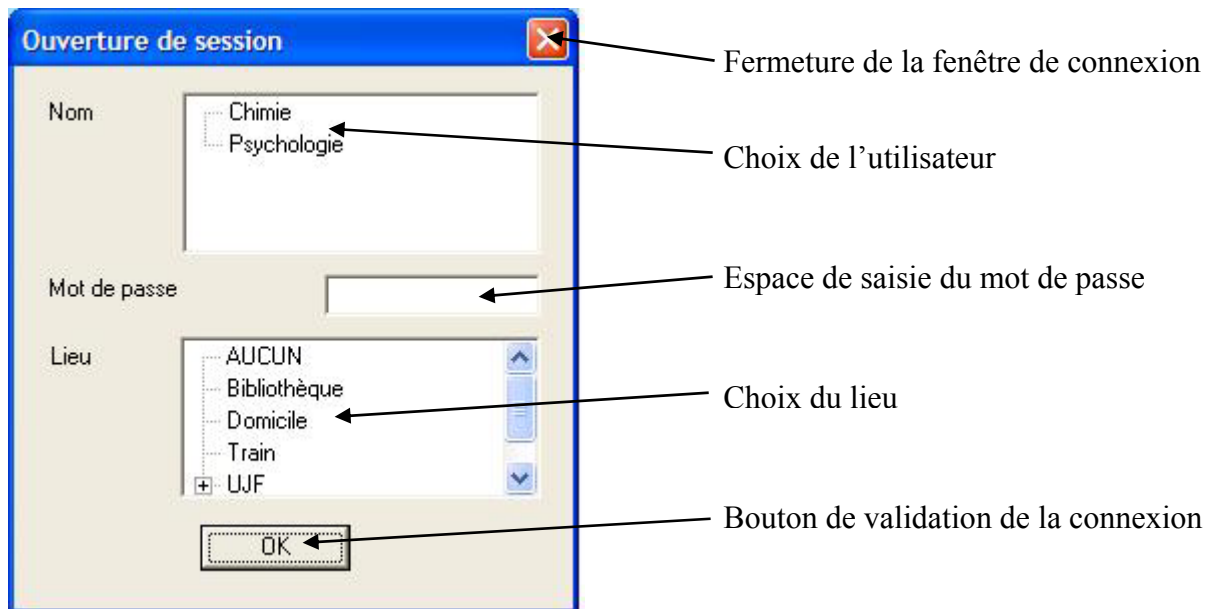 Ouverture de session
Fermeture de la fenêtre de connexion
Nom
Chimie
Psychologie
Choix de l’utilisateur
Mot de passe
Espace de saisie du mot de passe
Lieu
AUCUN
Bibliothèque
Domicile
Train
UJF
Choix du lieu
OK
Bouton de validation de la connexion